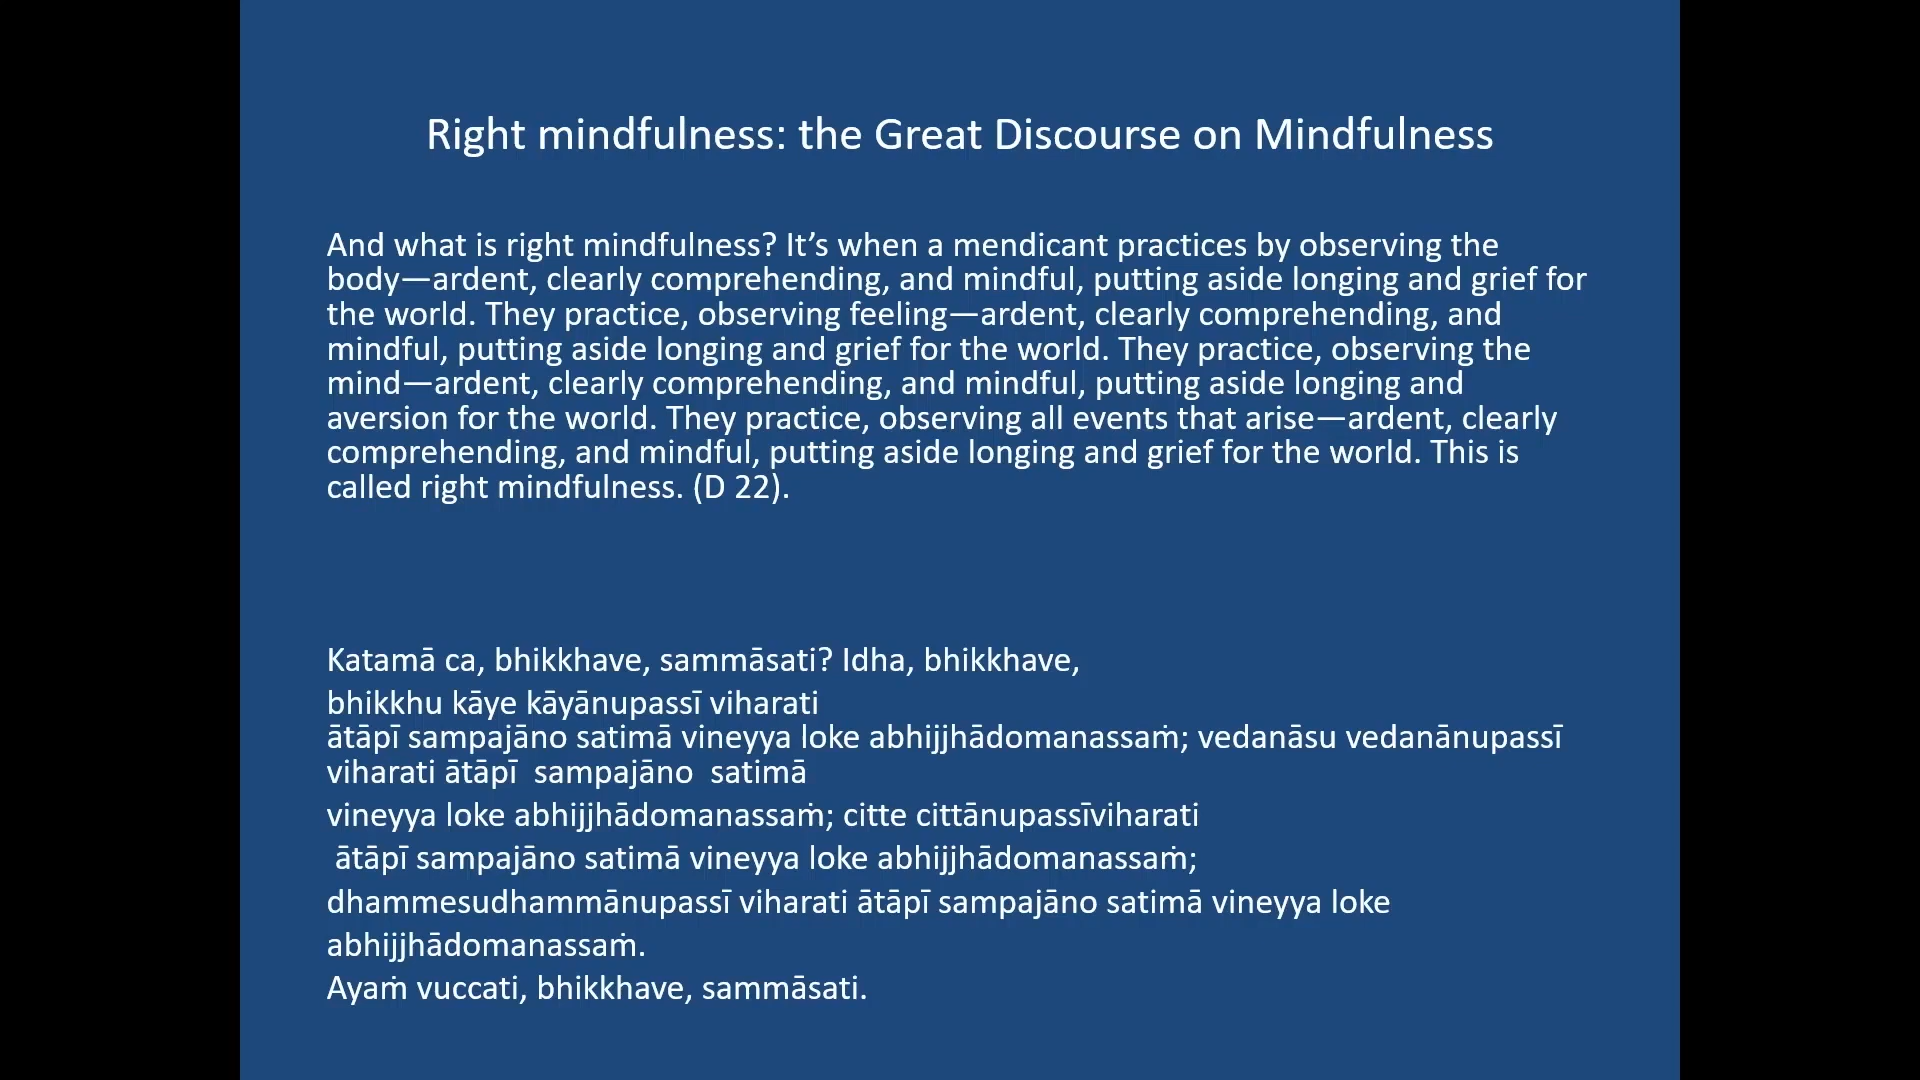 Right mindfulness: the Great Discourse on Mindfulness
And what is right mindfulness? It’s when a mendicant practices by observing the
body—ardent, clearly comprehending, and mindful, putting aside longing and grief for
the world. They practice, observing feeling—ardent, clearly comprehending, and
mindful, putting aside longing and grief for the world. They practice, observing the
mind—ardent, clearly comprehending, and mindful, putting aside longing and
aversion for the world. They practice, observing all events that arise—ardent, clearly
comprehending, and mindful, putting aside longing and grief for the world. This is
called right mindfulness. (D 22).
Katamā ca, bhikkhave, sammāsati? Idha, bhikkhave,
bhikkhu kāye kāyānupassī viharati
ātāpī sampajāno satimā vineyya loke abhijjhādomanassaṁ; vedanāsu vedanānupassī
viharati ātāpī  sampajāno  satimā
vineyya loke abhijjhādomanassaṁ; citte cittānupassīviharati
ātāpī sampajāno satimā vineyya loke abhijjhādomanassaṁ;
dhammesudhammānupassī viharati ātāpī sampajāno satimā vineyya loke
abhijjhādomanassaṁ.
Ayaṁ vuccati, bhikkhave, sammāsati.